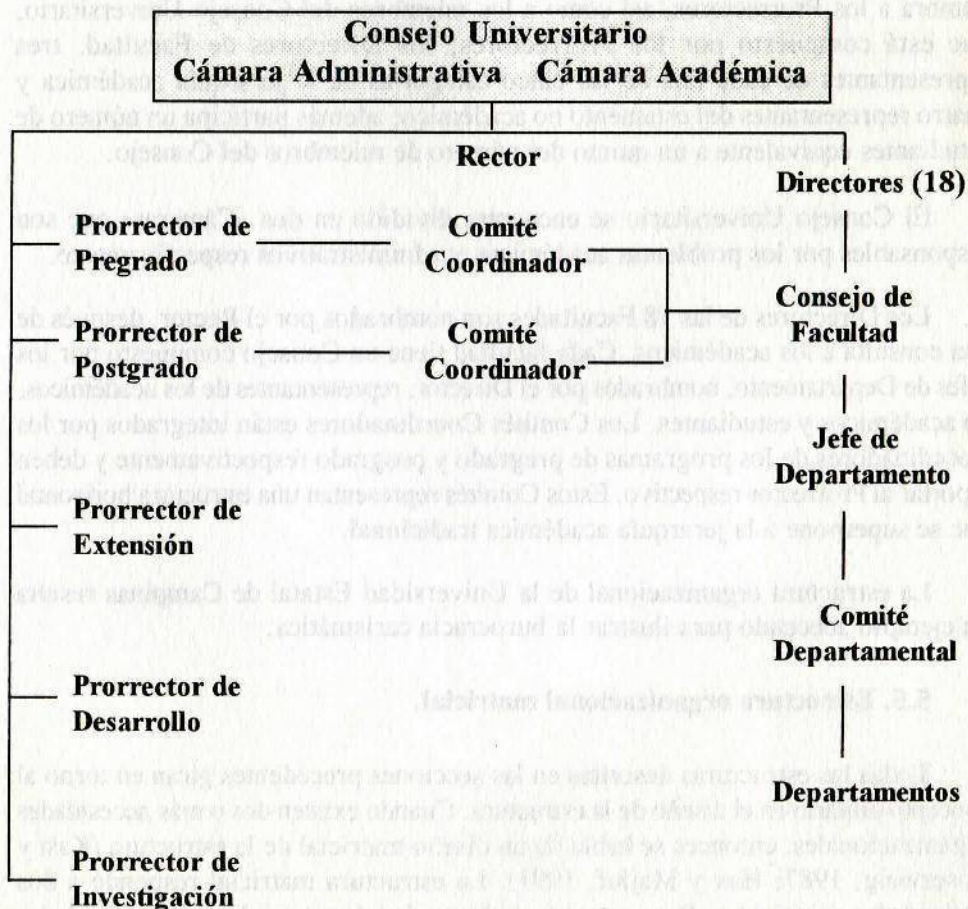 Consejo Universitario
Cámara Administrativa Cámara Académica
Rector
Directores (18)
Prorrector de
Pregrado
Comité
Coordinador
Consejo de
Facultad
Prorrector de
Postgrado
Comité
Coordinador
Jefe de
Departamento
Prorrector de
Extensión
Comité
Departamental
Prorrector de
Desarrollo
Departamentos
Prorrector de
Investigación